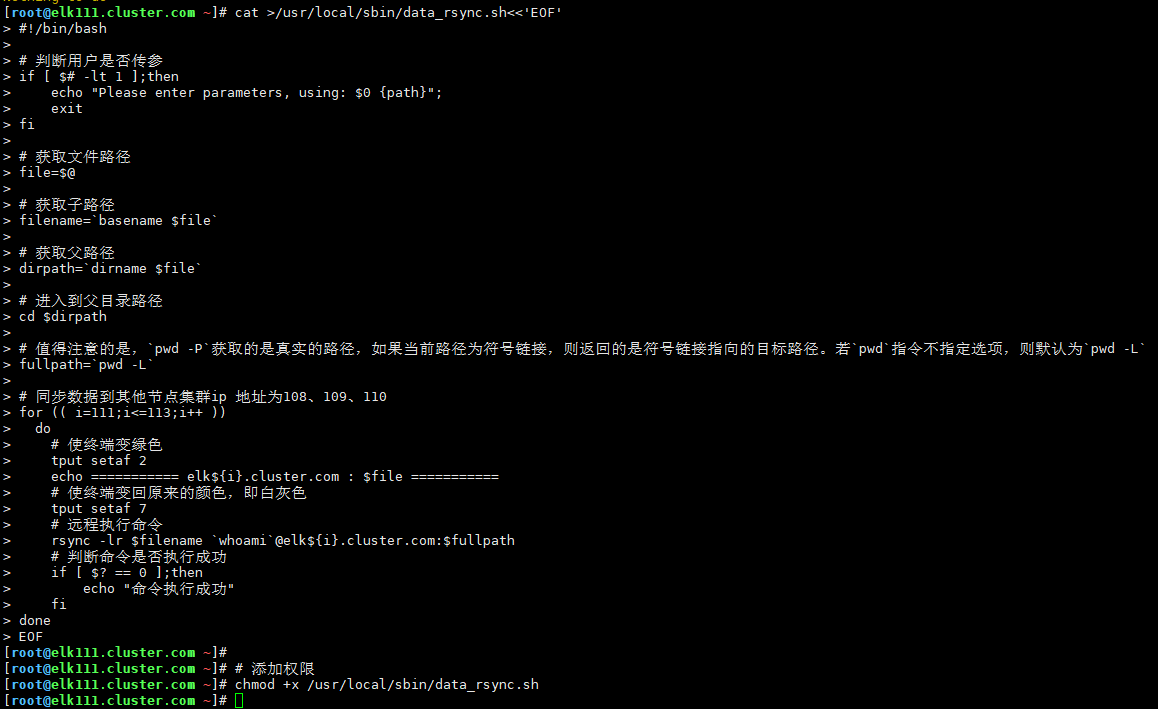 [root@elk111.cluster.com ~]# cat >/usr/local/sbin/data_rsync.sh<<'EOF'
> #!/bin/bash
>
> # 判断用户是否传参
> if [ $# -lt 1 ];then
>     echo "Please enter parameters, using: $0 {path}";
>     exit
> fi
>
> # 获取文件路径
> file=$@
>
> # 获取子路径
> filename=`basename $file`
>
> # 获取父路径
> dirpath=`dirname $file`
>
> # 进入到父目录路径
> cd $dirpath
>
> # 值得注意的是，`pwd -P`获取的是真实的路径，如果当前路径为符号链接，则返回的是符号链接指向的目标路径。若`pwd`指令不指定选项，则默认为`pwd -L`
> fullpath=`pwd -L`
>
> # 同步数据到其他节点集群ip 地址为108、109、110
> for (( i=111;i<=113;i++ ))
>   do
>     # 使终端变绿色
>     tput setaf 2
>     echo =========== elk${i}.cluster.com : $file ===========
>     # 使终端变回原来的颜色，即白灰色
>     tput setaf 7
>     # 远程执行命令
>     rsync -lr $filename `whoami`@elk${i}.cluster.com:$fullpath
>     # 判断命令是否执行成功
>     if [ $? == 0 ];then
>         echo "命令执行成功"
>     fi
> done
> EOF
[root@elk111.cluster.com ~]#
[root@elk111.cluster.com ~]# # 添加权限
[root@elk111.cluster.com ~]# chmod +x /usr/local/sbin/data_rsync.sh
[root@elk111.cluster.com ~]#